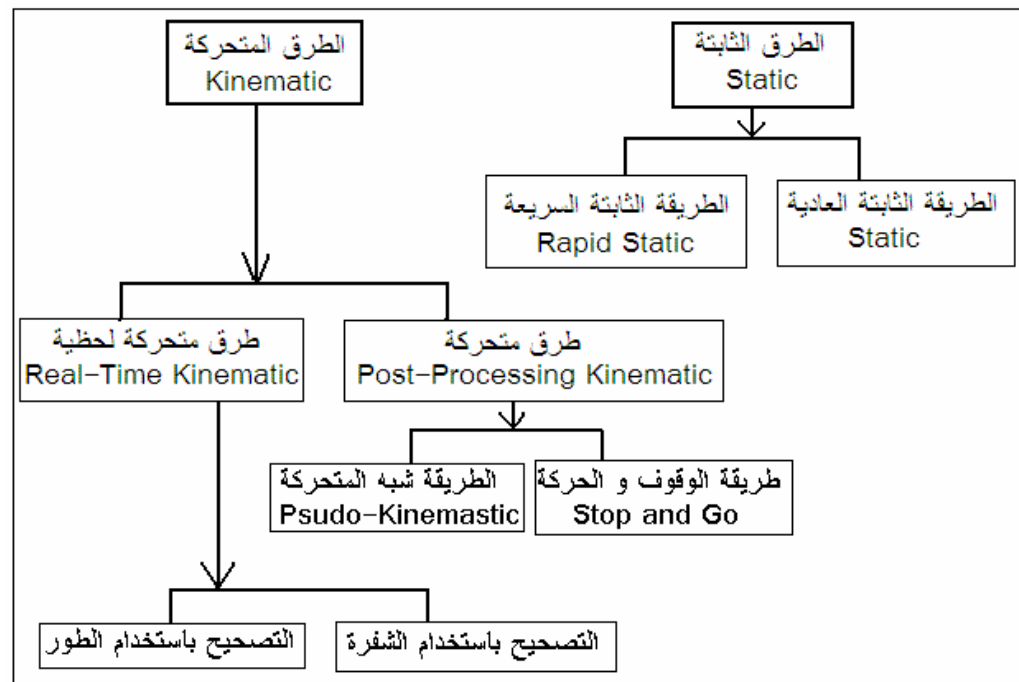 الطرق الثابتة
Static
الطرق المتحركة
Kinematic
الطريقة الثابتة العادية
Static
الطريقة الثابتة السريعة
Rapid Static
طرق متحركة
Post-Processing Kinematic
طرق متحركة لحظية
Real-Time Kinematic
طريقة الوقوف و الحركة
Stop and Go
الطريقة شبه المتحركة
Psudo-Kinemastic
التصحيح باستخدام الشفرة
التصحيح باستخدام الطور